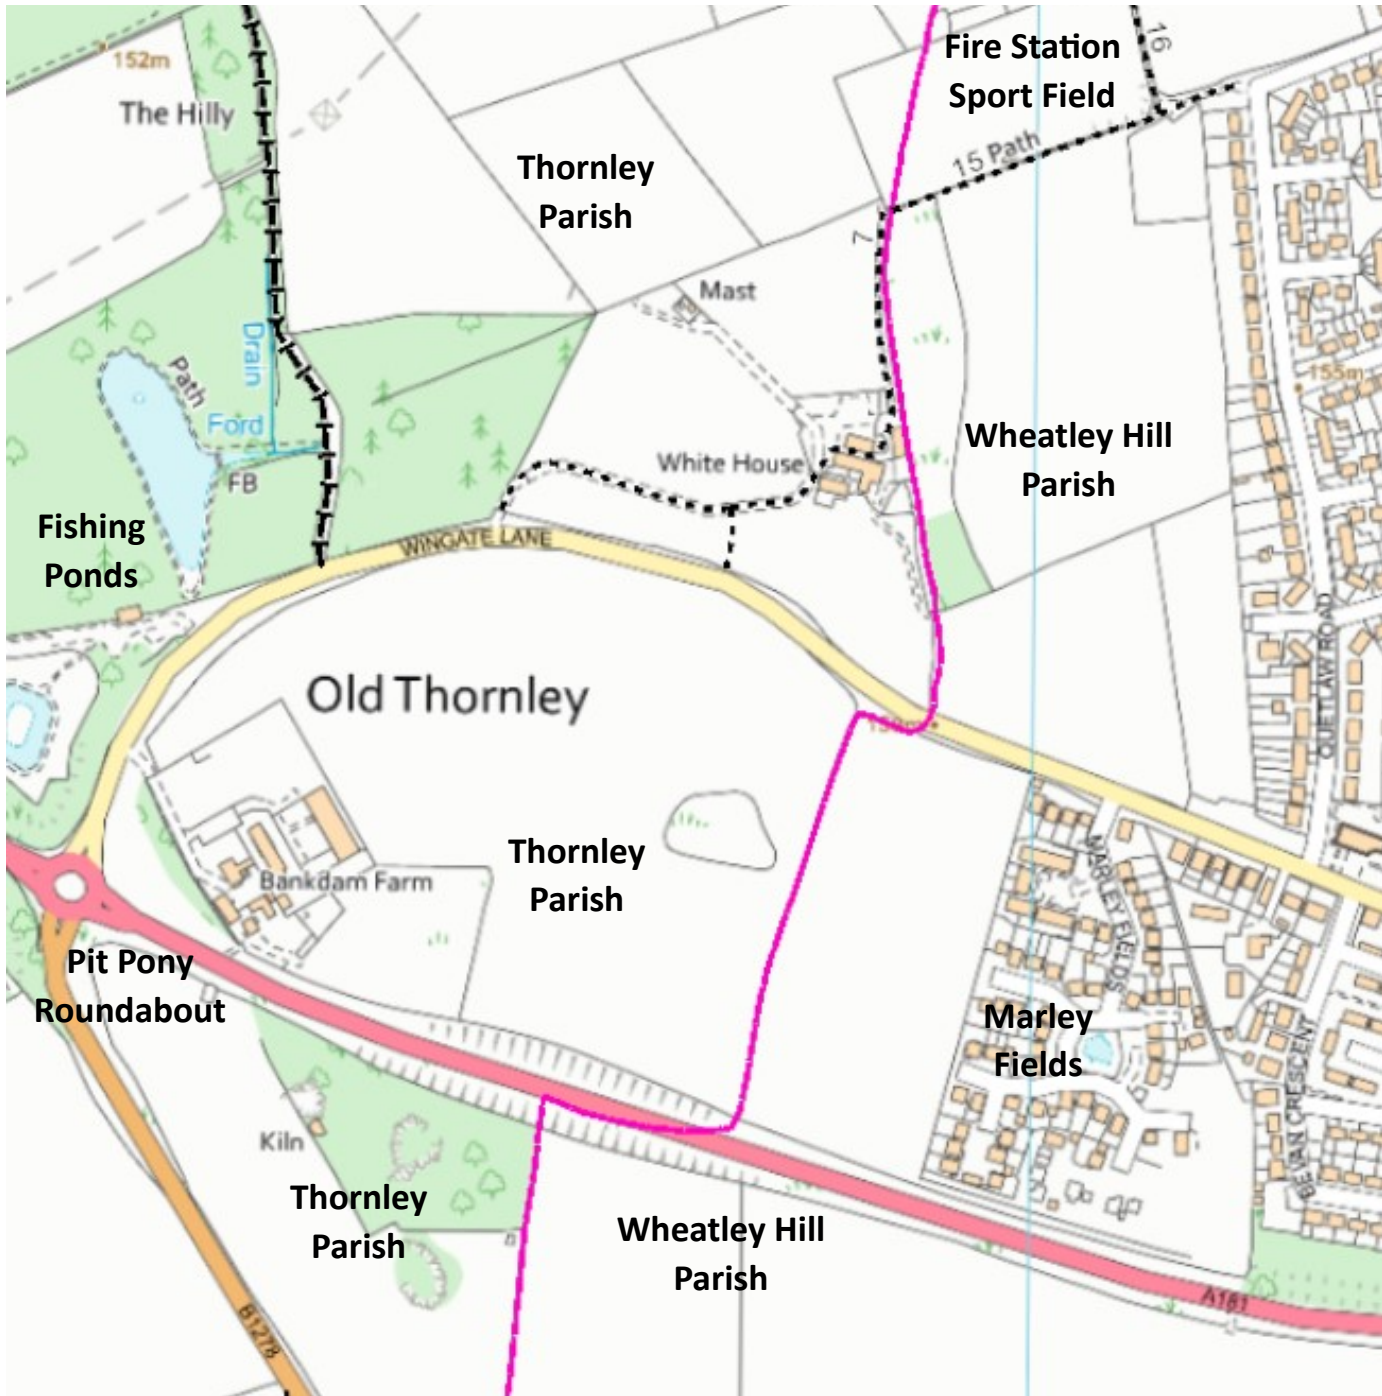 Fire Station
Sport Field
16
152m
The Hilly
Thornley
Parish
15 Path
7
Mast
Drain
Path
155m
Ford
Wheatley Hill
Parish
White House
FB
Fishing
Ponds
WINGATE LANE
QUETLAW ROAD
Old Thornley
Thornley
Parish
MARLEY FIELDS
Bankdam Farm
Pit Pony
Roundabout
Marley
Fields
BEVAN CRESCENT
Kiln
Thornley
Parish
Wheatley Hill
Parish
B1278
A181